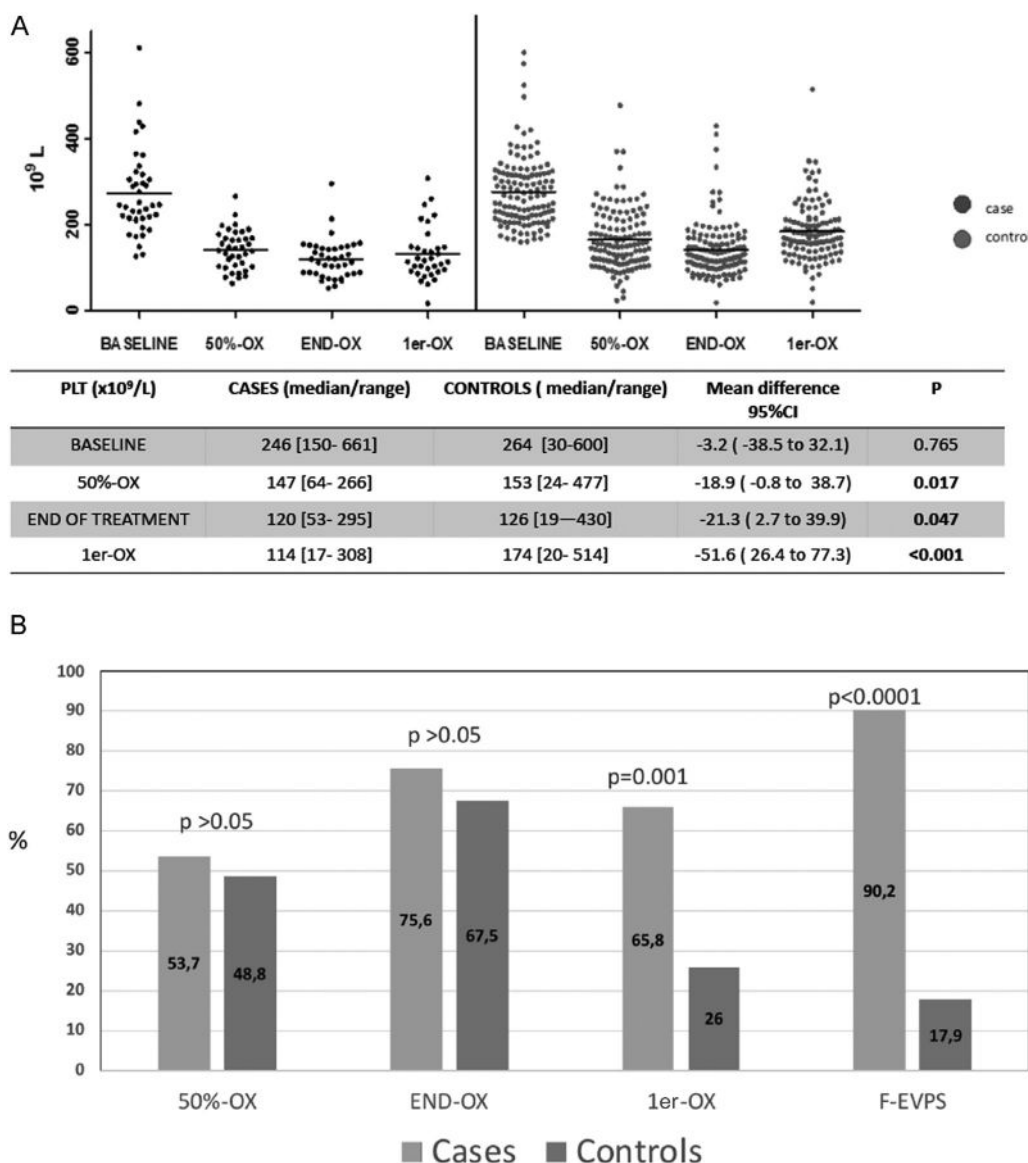 A
600
400
200
0
10⁹ L
BASELINE 50%-OX END-OX 1er-OX BASELINE 50%-OX END-OX 1er-OX
case
control
PLT (x10⁹/L) CASES (median/range) CONTROLS ( median/range) Mean difference 95%CI P
BASELINE 246 [150- 661] 264 [30-600] -3.2 ( -38.5 to 32.1) 0.765
50%-OX 147 [64- 266] 153 [24- 477] -18.9 ( -0.8 to 38.7) 0.017
END OF TREATMENT 120 [53- 295] 126 [19—430] -21.3 ( 2.7 to 39.9) 0.047
1er-OX 114 [17- 308] 174 [20- 514] -51.6 ( 26.4 to 77.3) <0.001
B
100
90
80
70
60
50
40
30
20
10
0
%
p >0.05
p >0.05
p=0.001
p<0.0001
53,7 48,8 75,6 67,5 65,8 26 90,2 17,9
50%-OX END-OX 1er-OX F-EVPS
Cases Controls